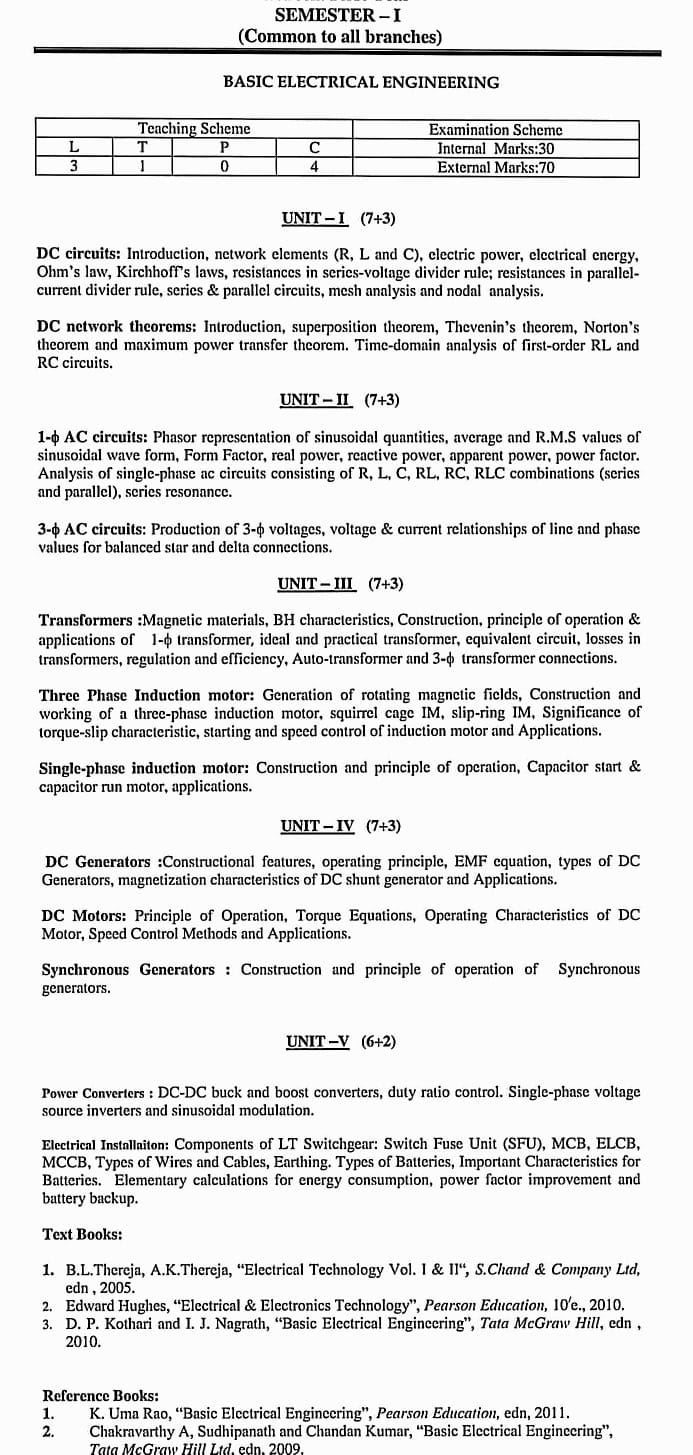 SEMESTER – I
(Common to all branches)
BASIC ELECTRICAL ENGINEERING
Teaching Scheme Examination Scheme
L T P C Internal Marks:30
3 1 0 4 External Marks:70
UNIT – I (7+3)
DC circuits: Introduction, network elements (R, L and C), electric power, electrical energy,
Ohm's law, Kirchhoff's laws, resistances in series-voltage divider rule; resistances in parallel-
current divider rule, series & parallel circuits, mesh analysis and nodal analysis.
DC network theorems: Introduction, superposition theorem, Thevenin's theorem, Norton's
theorem and maximum power transfer theorem. Time-domain analysis of first-order RL and
RC circuits.
UNIT – II (7+3)
1-ϕ AC circuits: Phasor representation of sinusoidal quantities, average and R.M.S values of
sinusoidal wave form, Form Factor, real power, reactive power, apparent power, power factor.
Analysis of single-phase ac circuits consisting of R, L, C, RL, RC, RLC combinations (series
and parallel), series resonance.
3-ϕ AC circuits: Production of 3-ϕ voltages, voltage & current relationships of line and phase
values for balanced star and delta connections.
UNIT – III (7+3)
Transformers :Magnetic materials, BH characteristics, Construction, principle of operation &
applications of 1-ϕ transformer, ideal and practical transformer, equivalent circuit, losses in
transformers, regulation and efficiency, Auto-transformer and 3-ϕ transformer connections.
Three Phase Induction motor: Generation of rotating magnetic fields, Construction and
working of a three-phase induction motor, squirrel cage IM, slip-ring IM, Significance of
torque-slip characteristic, starting and speed control of induction motor and Applications.
Single-phase induction motor: Construction and principle of operation, Capacitor start &
capacitor run motor, applications.
UNIT – IV (7+3)
DC Generators :Constructional features, operating principle, EMF equation, types of DC
Generators, magnetization characteristics of DC shunt generator and Applications.
DC Motors: Principle of Operation, Torque Equations, Operating Characteristics of DC
Motor, Speed Control Methods and Applications.
Synchronous Generators : Construction and principle of operation of Synchronous
generators.
UNIT –V (6+2)
Power Converters : DC-DC buck and boost converters, duty ratio control. Single-phase voltage
source inverters and sinusoidal modulation.
Electrical Installaiton: Components of LT Switchgear: Switch Fuse Unit (SFU), MCB, ELCB,
MCCB, Types of Wires and Cables, Earthing. Types of Batteries, Important Characteristics for
Batteries. Elementary calculations for energy consumption, power factor improvement and
battery backup.
Text Books:
1. B.L.Thereja, A.K.Thereja, “Electrical Technology Vol. I & II“, S.Chand & Company Ltd,
edn , 2005.
2. Edward Hughes, “Electrical & Electronics Technology”, Pearson Education, 10'e., 2010.
3. D. P. Kothari and I. J. Nagrath, “Basic Electrical Engineering”, Tata McGraw Hill, edn ,
2010.
Reference Books:
1. K. Uma Rao, “Basic Electrical Engineering”, Pearson Education, edn, 2011.
2. Chakravarthy A, Sudhipanath and Chandan Kumar, “Basic Electrical Engineering”,
Tata McGraw Hill Ltd, edn, 2009.